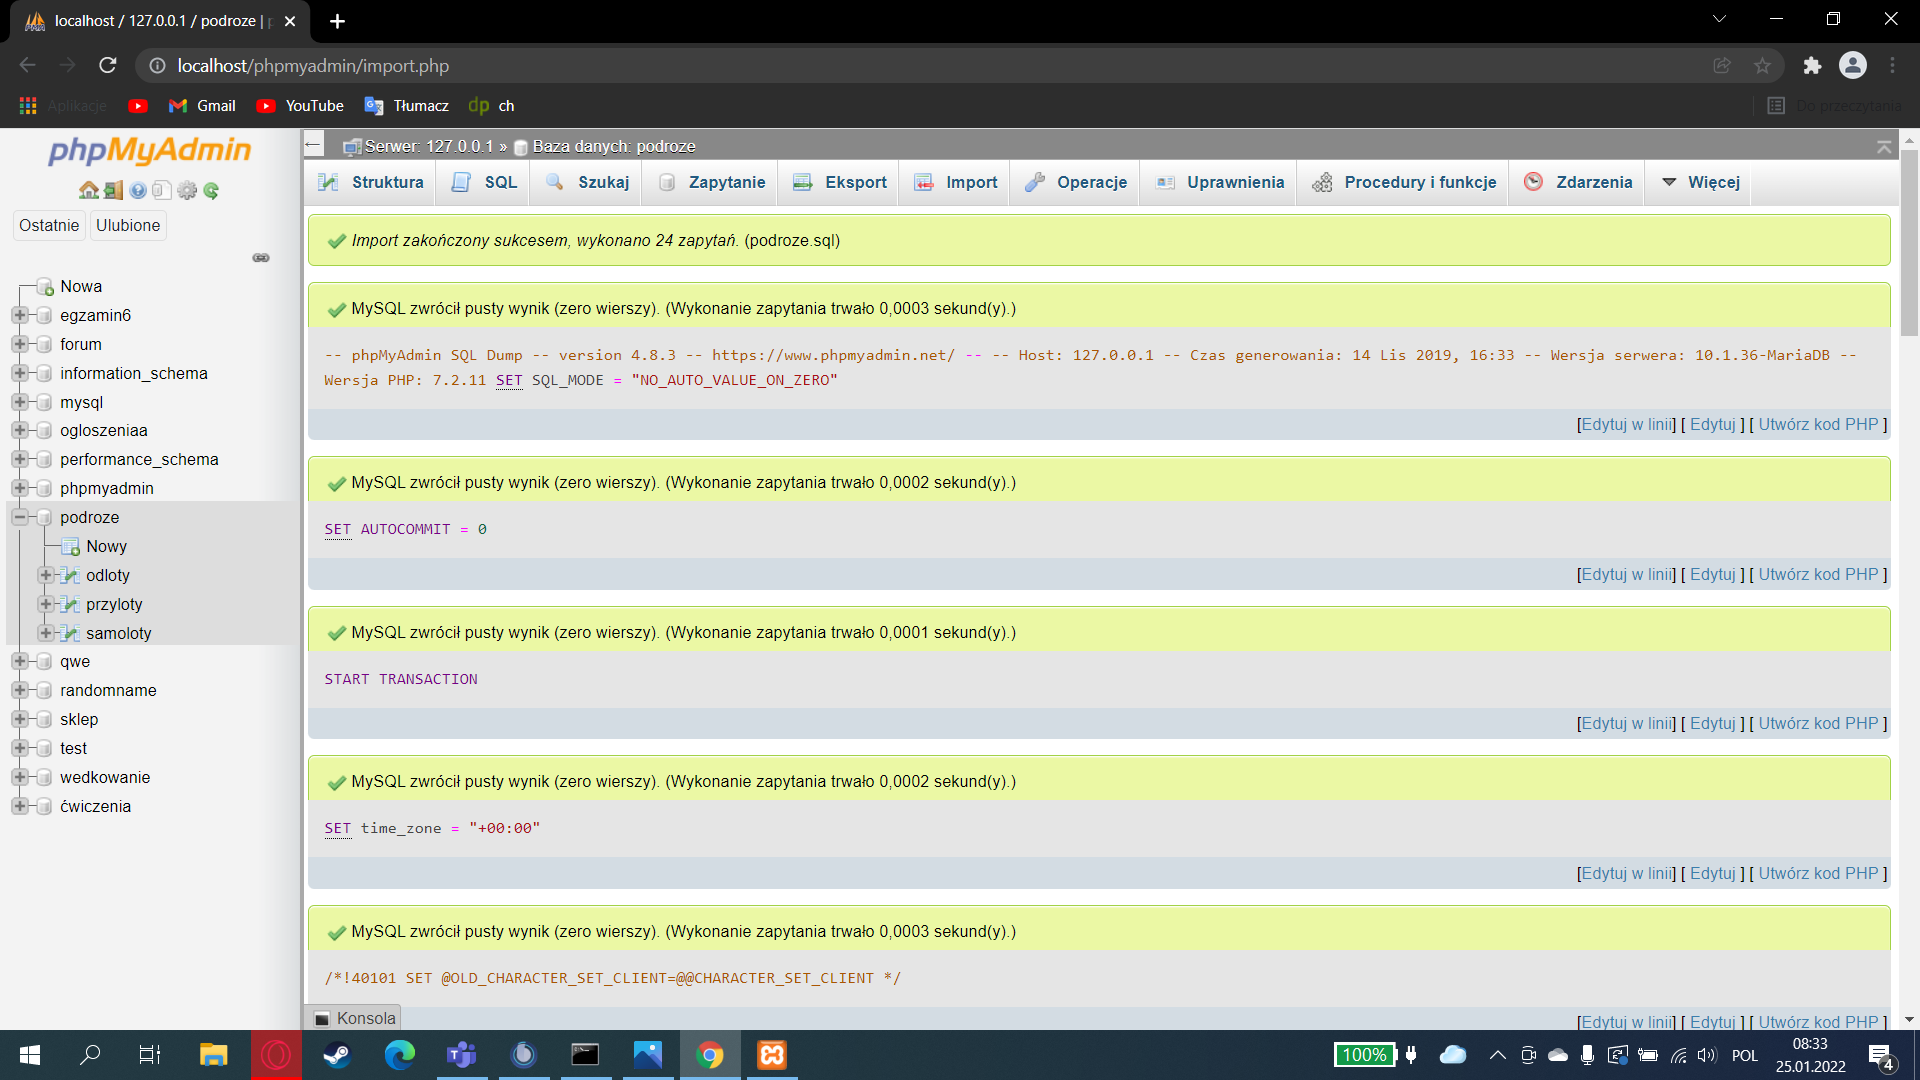 localhost / 127.0.0.1 / podroze | p
localhost/phpmyadmin/import.php
Aplikacje
Gmail
YouTube
Tłumacz
dp ch
Do przeczytania
phpMyAdmin
Ostatnie
Ulubione
Nowa
egzamin6
forum
information_schema
mysql
ogloszeniaa
performance_schema
phpmyadmin
podroze
Nowy
odloty
przyloty
samoloty
qwe
randomname
sklep
test
wedkowanie
ćwiczenia
Serwer: 127.0.0.1 » Baza danych: podroze
Struktura
SQL
Szukaj
Zapytanie
Eksport
Import
Operacje
Uprawnienia
Procedury i funkcje
Zdarzenia
Więcej
Import zakończony sukcesem, wykonano 24 zapytań. (podroze.sql)
MySQL zwrócił pusty wynik (zero wierszy). (Wykonanie zapytania trwało 0,0003 sekund(y).)
-- phpMyAdmin SQL Dump -- version 4.8.3 -- https://www.phpmyadmin.net/ -- -- Host: 127.0.0.1 -- Czas generowania: 14 Lis 2019, 16:33 -- Wersja serwera: 10.1.36-MariaDB --
Wersja PHP: 7.2.11 SET SQL_MODE = "NO_AUTO_VALUE_ON_ZERO"
[Edytuj w linii] [ Edytuj ] [ Utwórz kod PHP ]
MySQL zwrócił pusty wynik (zero wierszy). (Wykonanie zapytania trwało 0,0002 sekund(y).)
SET AUTOCOMMIT = 0
[Edytuj w linii] [ Edytuj ] [ Utwórz kod PHP ]
MySQL zwrócił pusty wynik (zero wierszy). (Wykonanie zapytania trwało 0,0001 sekund(y).)
START TRANSACTION
[Edytuj w linii] [ Edytuj ] [ Utwórz kod PHP ]
MySQL zwrócił pusty wynik (zero wierszy). (Wykonanie zapytania trwało 0,0002 sekund(y).)
SET time_zone = "+00:00"
[Edytuj w linii] [ Edytuj ] [ Utwórz kod PHP ]
MySQL zwrócił pusty wynik (zero wierszy). (Wykonanie zapytania trwało 0,0003 sekund(y).)
/*!40101 SET @OLD_CHARACTER_SET_CLIENT=@@CHARACTER_SET_CLIENT */
[Edytuj w linii] [ Edytuj ] [ Utwórz kod PHP ]
Konsola
100%
POL
08:33
25.01.2022
4